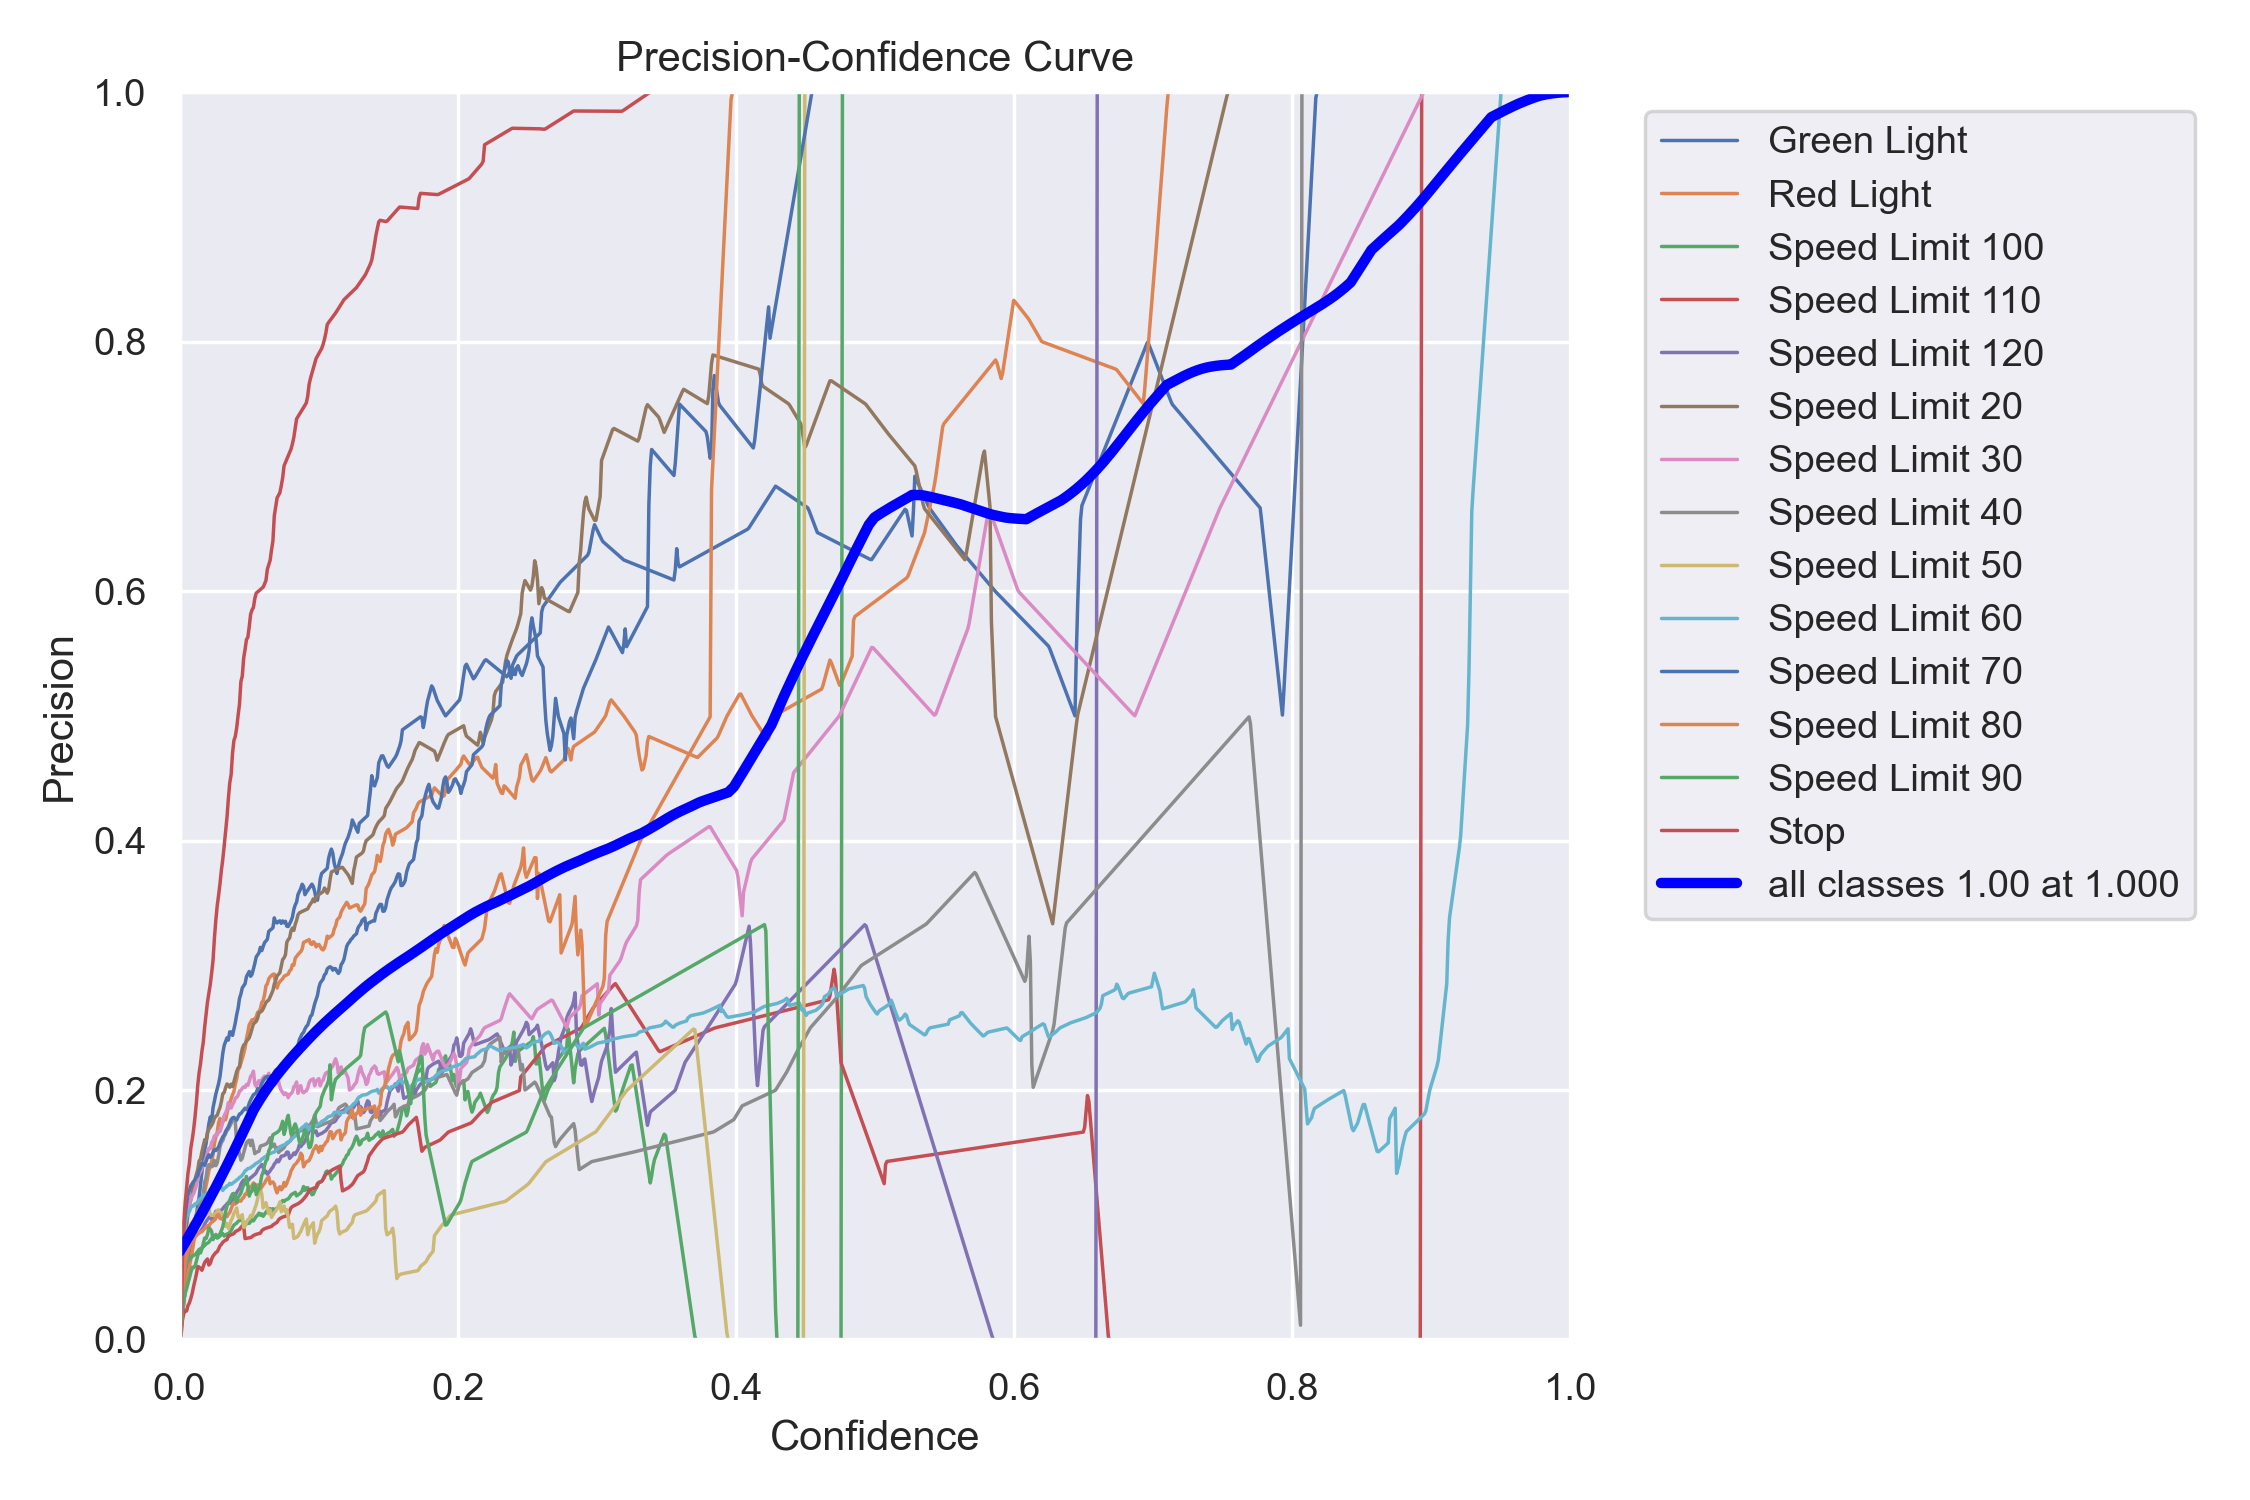 Precision-Confidence Curve
1.0
0.8
0.6
0.4
0.2
0.0
Precision
0.0 0.2 0.4 0.6 0.8 1.0
Confidence
Green Light
Red Light
Speed Limit 100
Speed Limit 110
Speed Limit 120
Speed Limit 20
Speed Limit 30
Speed Limit 40
Speed Limit 50
Speed Limit 60
Speed Limit 70
Speed Limit 80
Speed Limit 90
Stop
all classes 1.00 at 1.000